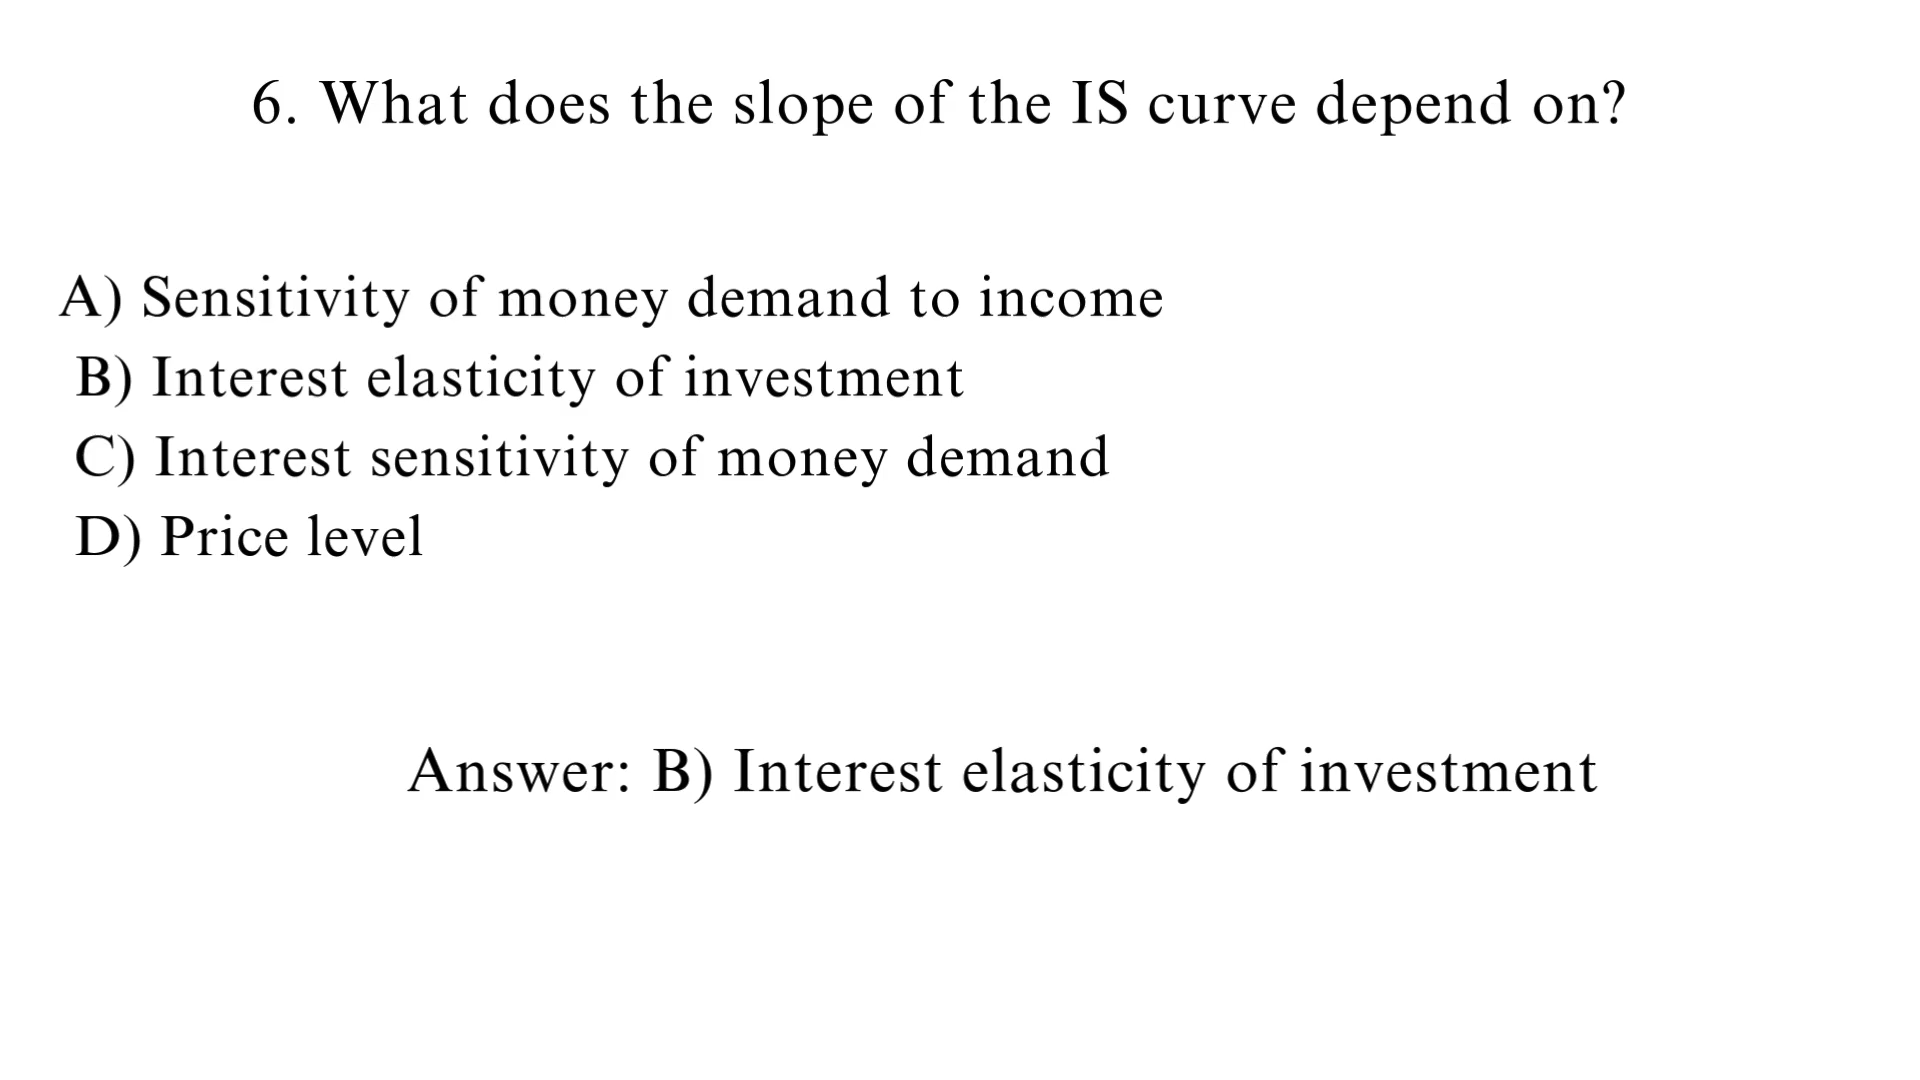 6. What does the slope of the IS curve depend on?
A) Sensitivity of money demand to income
B) Interest elasticity of investment
C) Interest sensitivity of money demand
D) Price level
Answer: B) Interest elasticity of investment